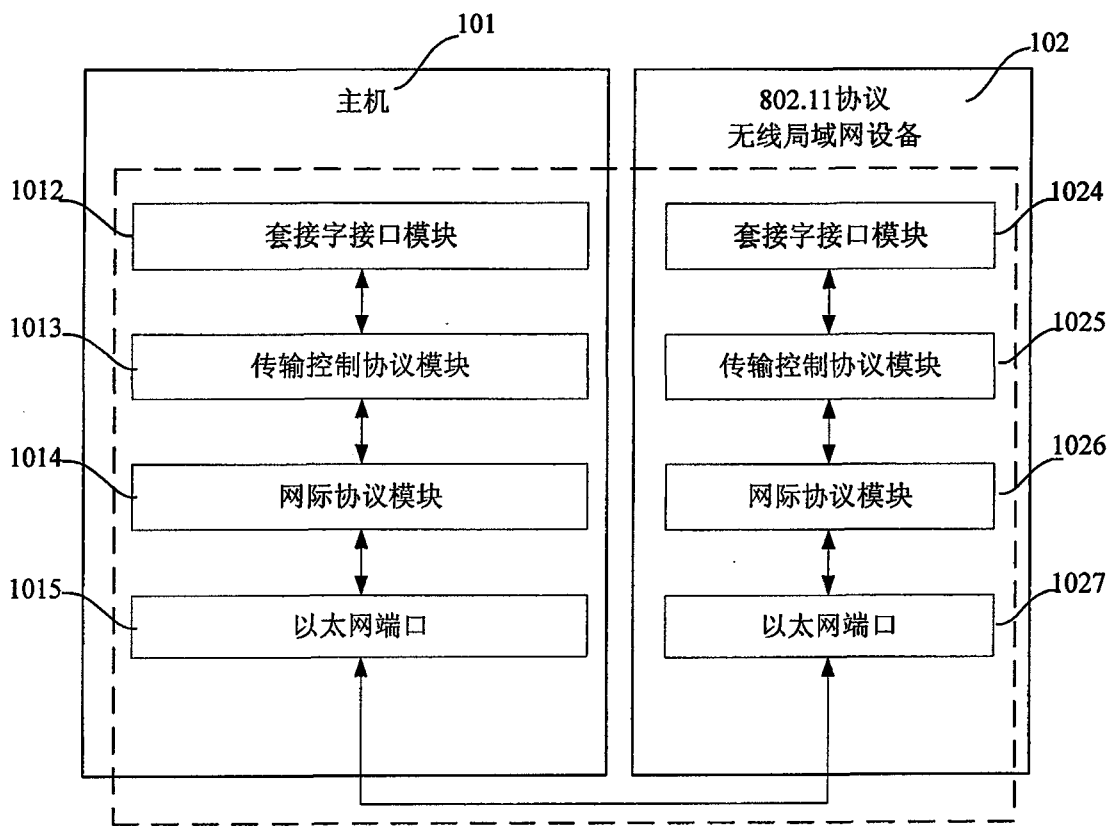 101
102
主机
802.11协议
无线局域网设备
1012
套接字接口模块
套接字接口模块
1024
1013
传输控制协议模块
传输控制协议模块
1025
1014
网际协议模块
网际协议模块
1026
1015
以太网端口
以太网端口
1027